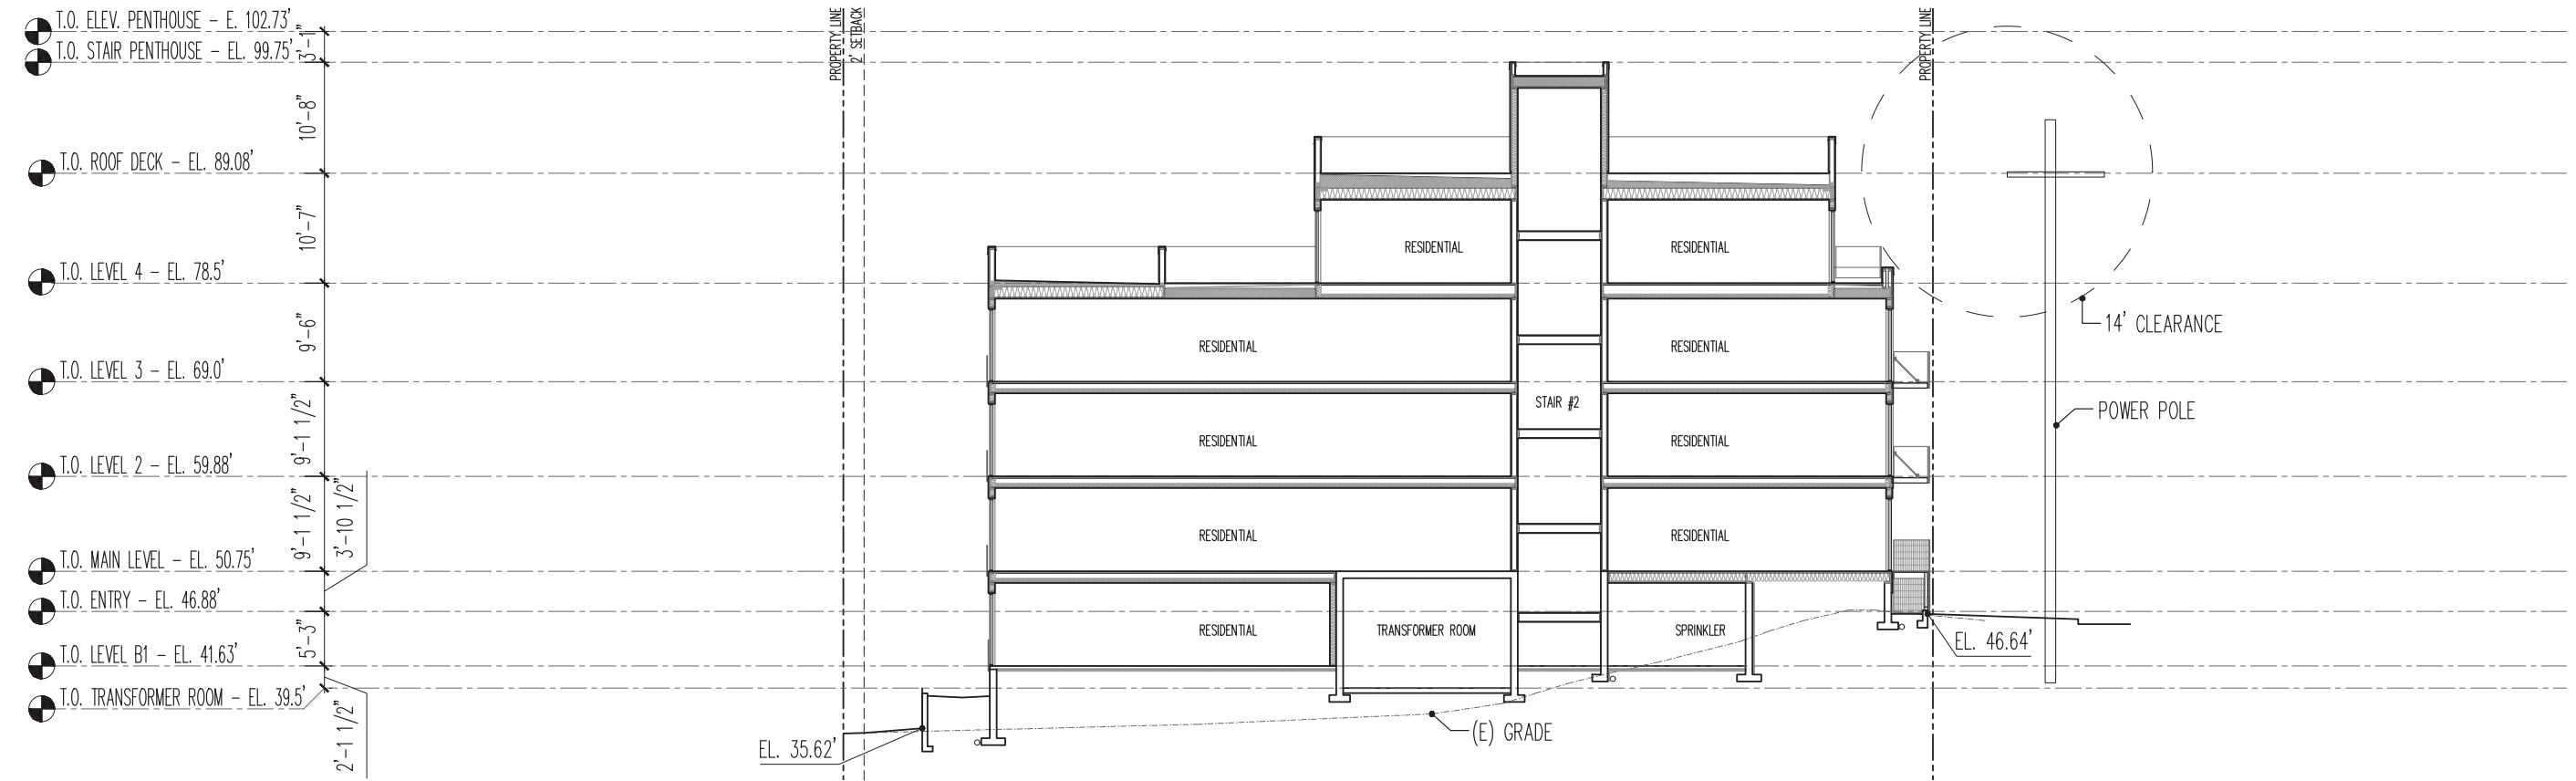 T.O. ELEV. PENTHOUSE – E. 102.73'
3'-1"
T.O. STAIR PENTHOUSE – EL. 99.75'
10'-8"
T.O. ROOF DECK – EL. 89.08'
10'-7"
T.O. LEVEL 4 – EL. 78.5'
9'-6"
T.O. LEVEL 3 – EL. 69.0'
9'-1 1/2"
T.O. LEVEL 2 – EL. 59.88'
9'-1 1/2"
3'-10 1/2"
T.O. MAIN LEVEL – EL. 50.75'
T.O. ENTRY – EL. 46.88'
5'-3"
T.O. LEVEL B1 – EL. 41.63'
T.O. TRANSFORMER ROOM – EL. 39.5'
2'-1 1/2"
PROPERTY LINE
2' SETBACK
PROPERTY LINE
RESIDENTIAL
RESIDENTIAL
RESIDENTIAL
RESIDENTIAL
STAIR #2
RESIDENTIAL
RESIDENTIAL
RESIDENTIAL
RESIDENTIAL
RESIDENTIAL
TRANSFORMER ROOM
SPRINKLER
14' CLEARANCE
POWER POLE
EL. 46.64'
(E) GRADE
EL. 35.62'